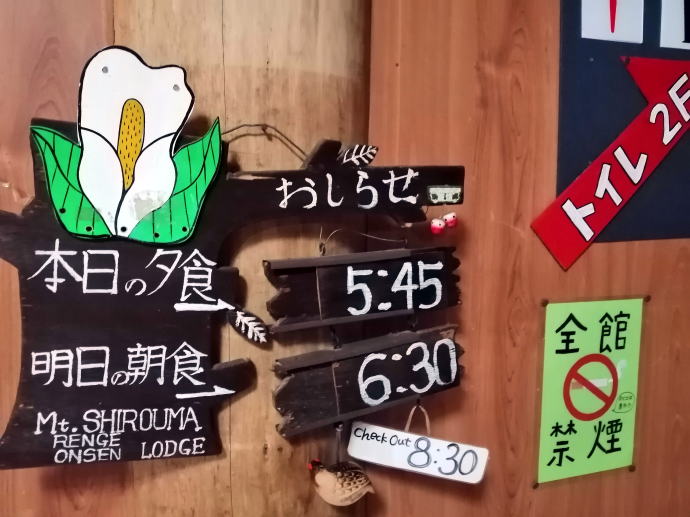 おしらせ
本日の夕食
5:45
明日の朝食
6:30
Mt. SHIROUMA
RENGE
ONSEN LODGE
Check Out
8:30
トイレ 2F
全館
禁煙